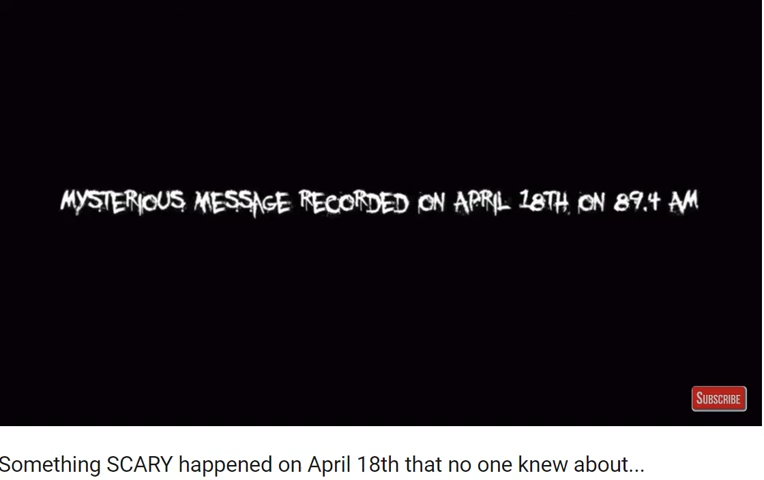 MYSTERIOUS MESSAGE RECORDED ON APRIL 18TH ON 89.4 AM
SUBSCRIBE
Something SCARY happened on April 18th that no one knew about...